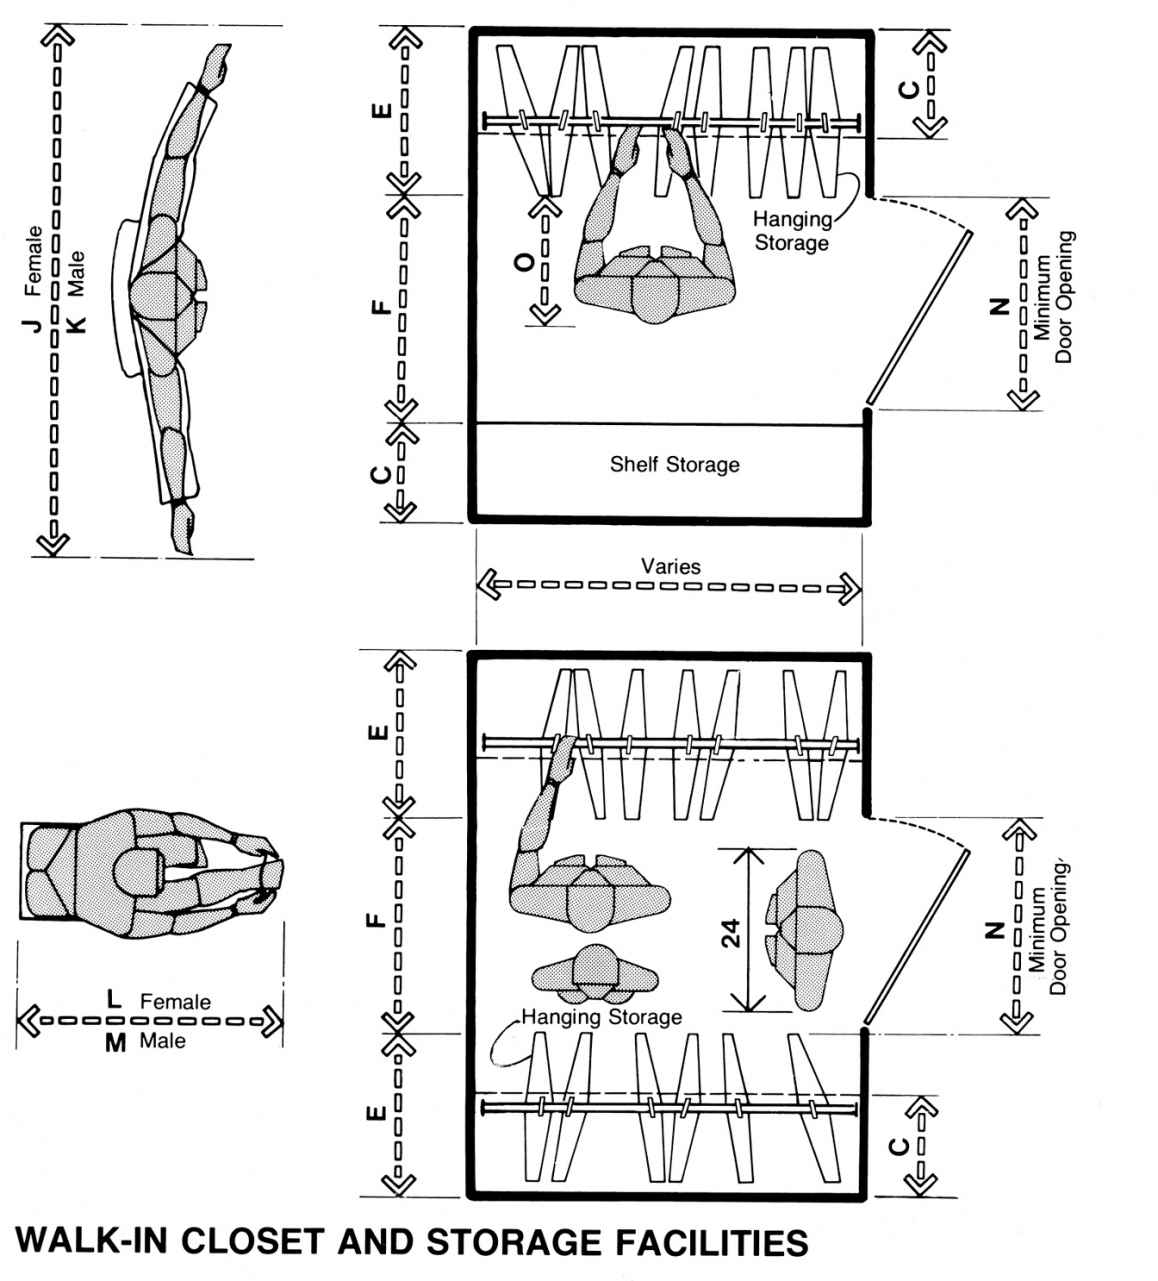 E
C
Hanging
Storage
J Female
K Male
O
F
N
Minimum
Door Opening
C
Shelf Storage
Varies
E
F
24
N
Minimum
Door Opening
L Female
M Male
Hanging Storage
E
C
WALK-IN CLOSET AND STORAGE FACILITIES